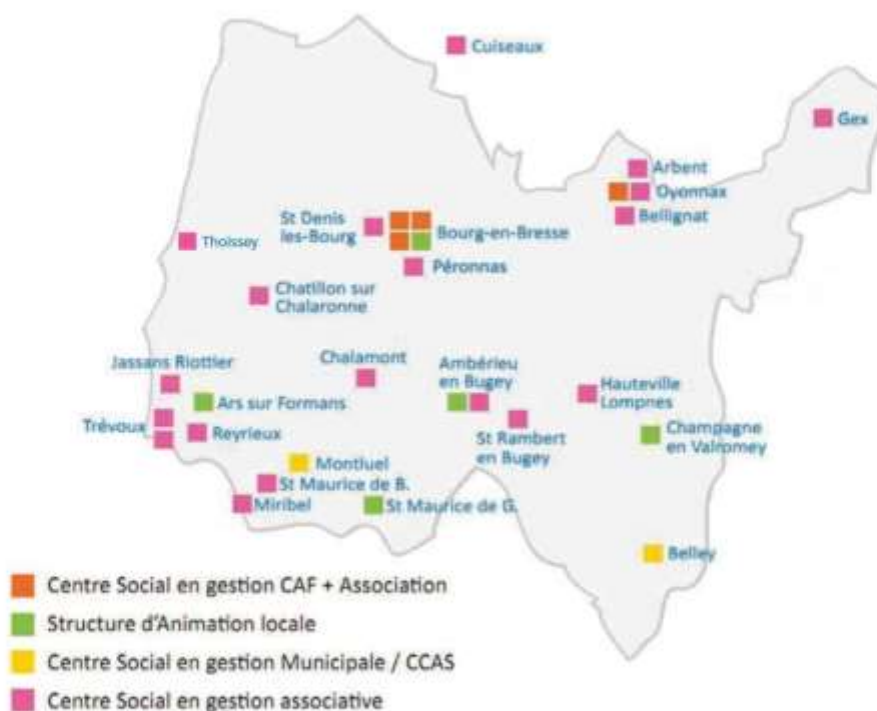 Cuiseaux
Gex
Arbent
Oyonnax
Bellignat
St Denis
les-Bourg
Bourg-en-Bresse
Thoissey
Péronnas
Chatillon sur
Chalaronne
Jassans Riottier
Chalamont
Ambérieu
en Bugey
Hauteville
Lompnes
Ars sur Formans
Trévoux
Reyrieux
St Rambert
en Bugey
Champagne
en Valromey
Montluel
St Maurice de B.
Miribel
St Maurice de G.
Belley
Centre Social en gestion CAF + Association
Structure d'Animation locale
Centre Social en gestion Municipale / CCAS
Centre Social en gestion associative